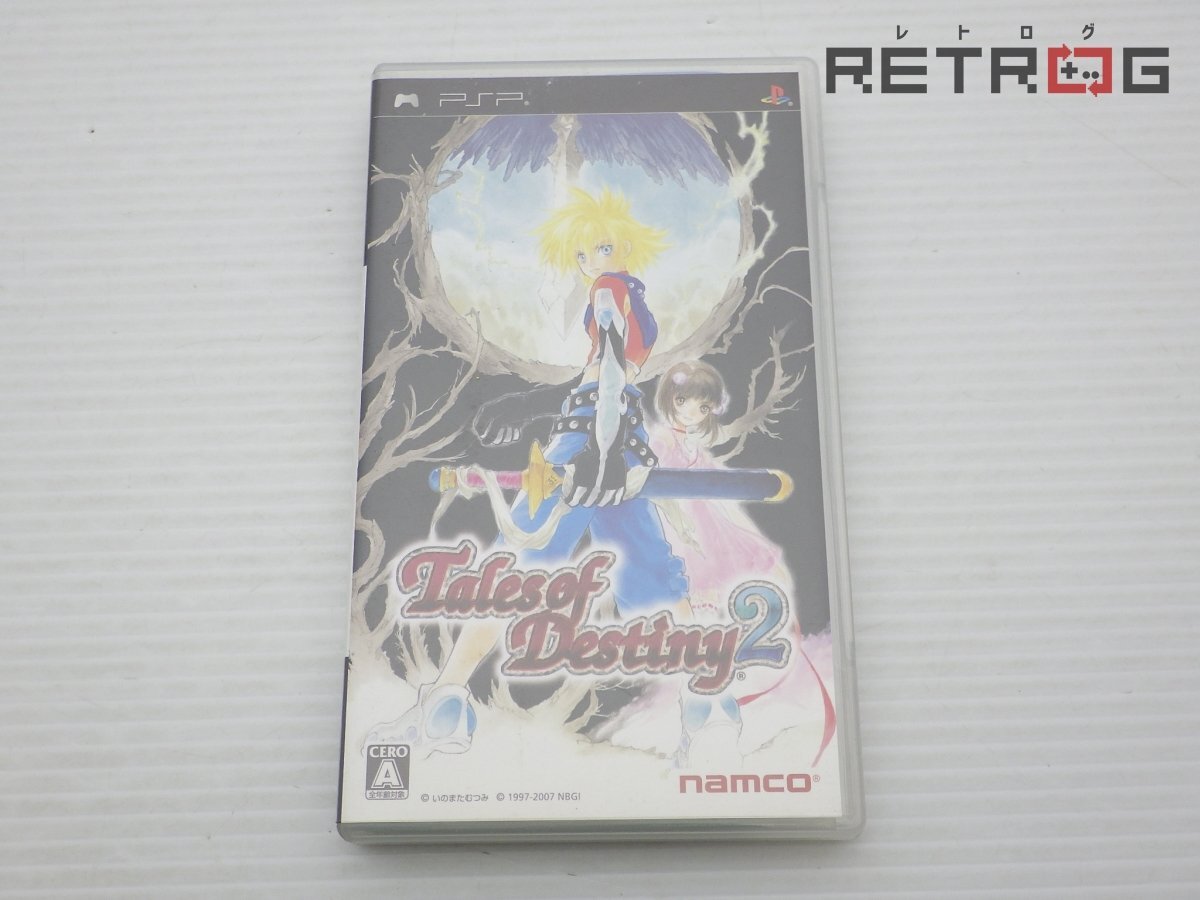 レトログ
RETROG
PSP®
Tales of
Destiny 2®
CERO
A
全年齢対象
© いのまたむつみ © 1997-2007 NBGI
namco®